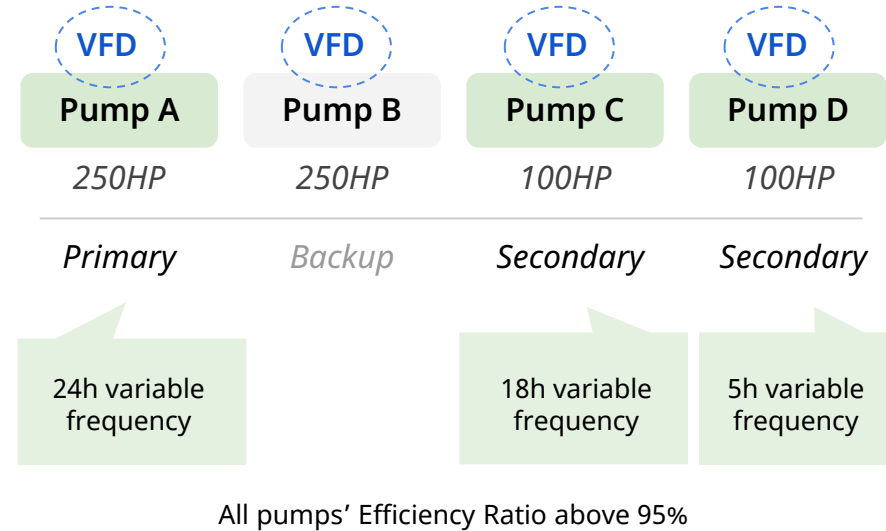 VFD VFD VFD VFD
Pump A Pump B Pump C Pump D
250HP 250HP 100HP 100HP
Primary Backup Secondary Secondary
24h variable 18h variable 5h variable
frequency frequency frequency
All pumps’ Efficiency Ratio above 95%